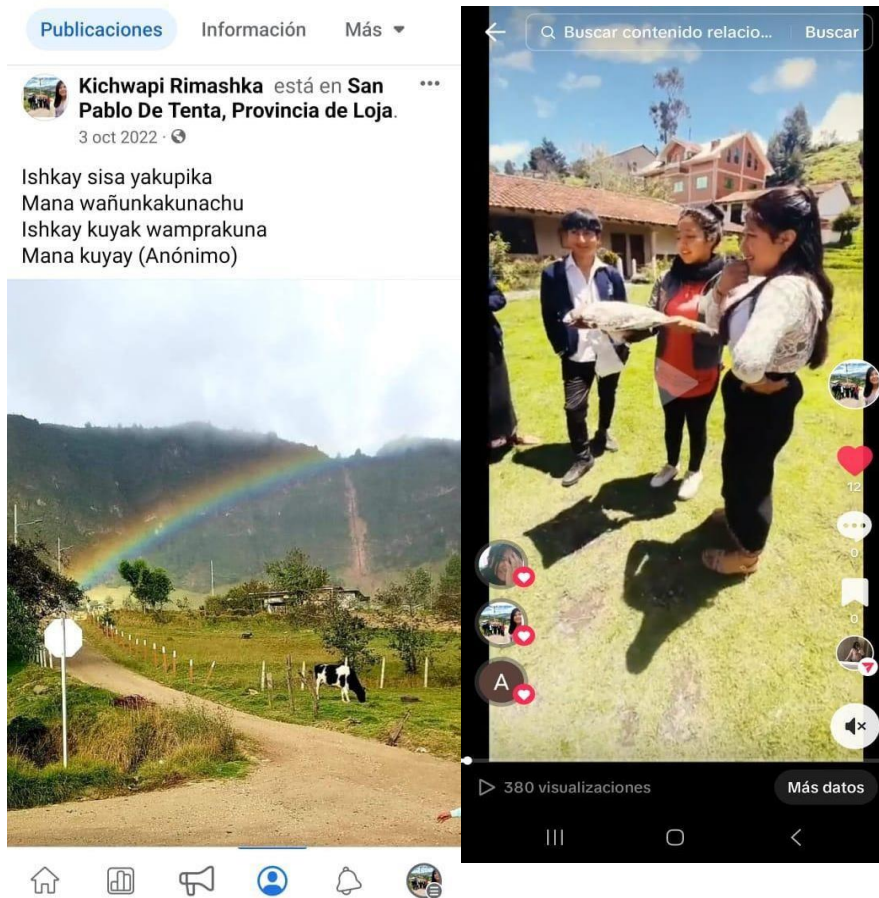 Publicaciones Información Más
Kichwapi Rimashka está en San
Pablo De Tenta, Provincia de Loja.
3 oct 2022 ·
Ishkay sisa yakupika
Mana wañunkakunachu
Ishkay kuyak wamprakuna
Mana kuyay (Anónimo)
Buscar contenido relacio... Buscar
12
0
0
A
380 visualizaciones
Más datos